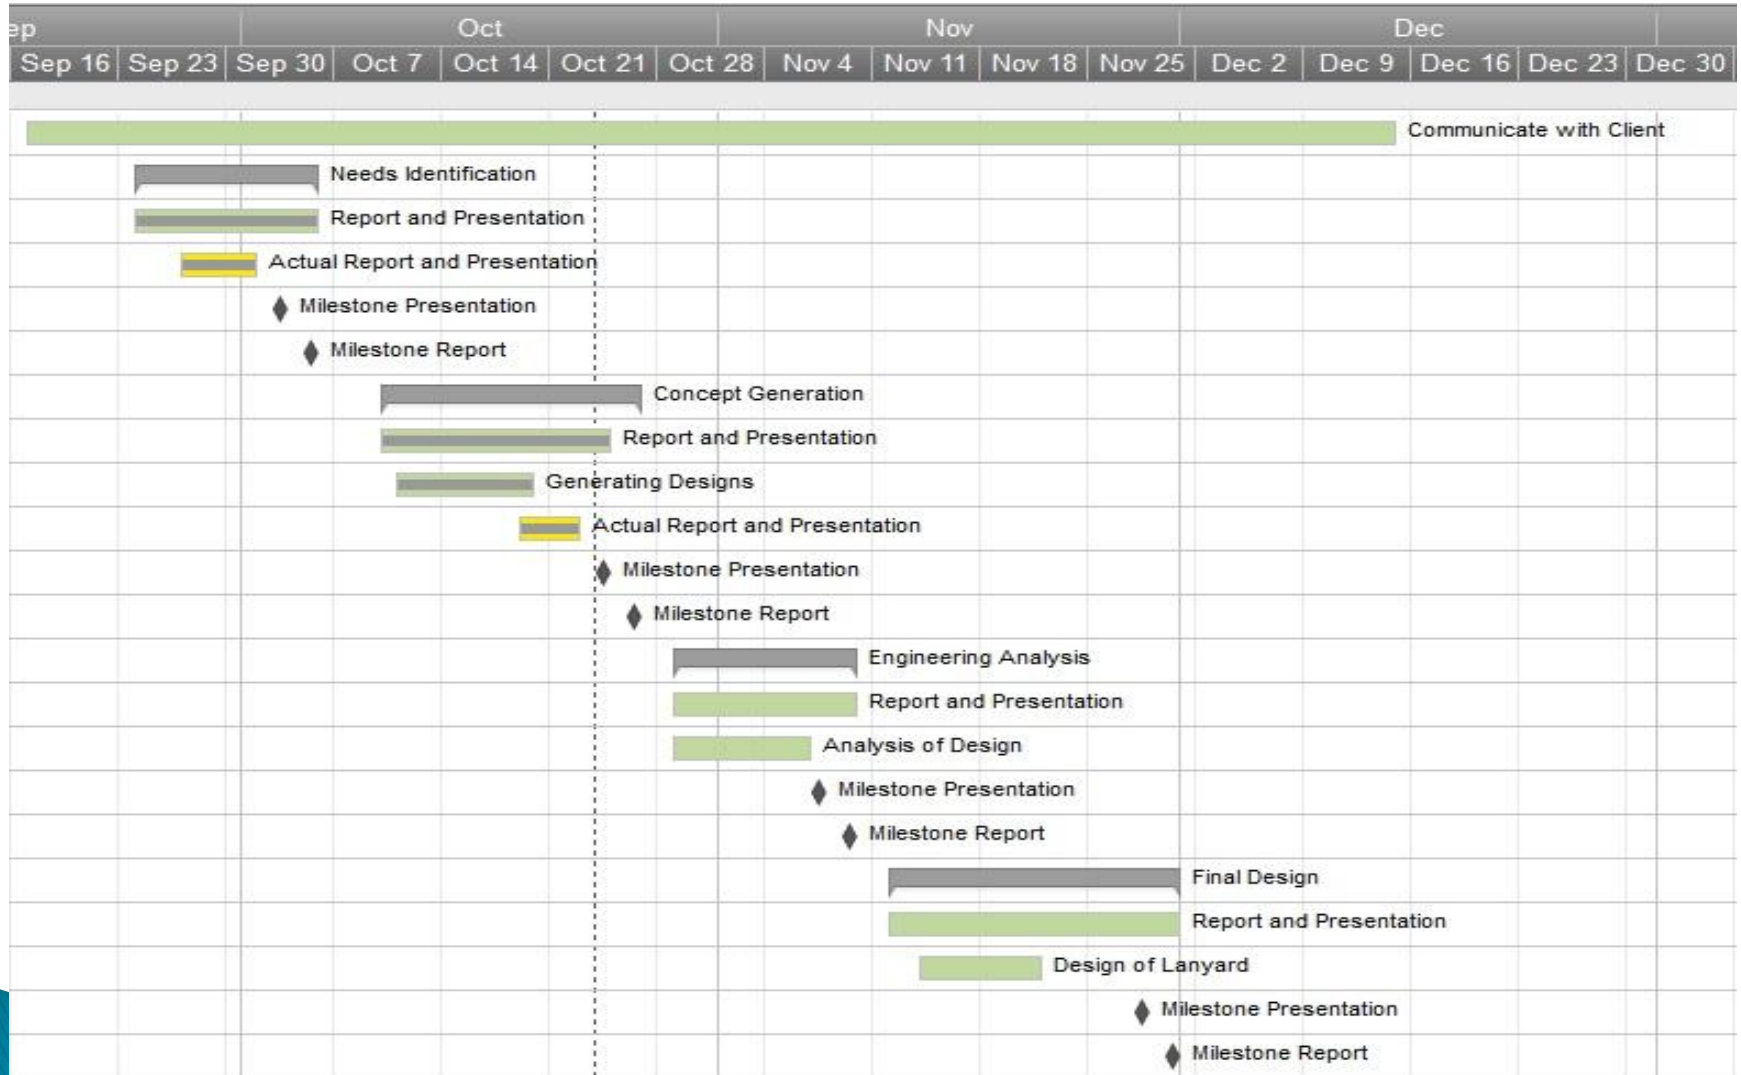 ep Oct Nov Dec
Sep 16 Sep 23 Sep 30 Oct 7 Oct 14 Oct 21 Oct 28 Nov 4 Nov 11 Nov 18 Nov 25 Dec 2 Dec 9 Dec 16 Dec 23 Dec 30
Communicate with Client
Needs Identification
Report and Presentation
Actual Report and Presentation
Milestone Presentation
Milestone Report
Concept Generation
Report and Presentation
Generating Designs
Actual Report and Presentation
Milestone Presentation
Milestone Report
Engineering Analysis
Report and Presentation
Analysis of Design
Milestone Presentation
Milestone Report
Final Design
Report and Presentation
Design of Lanyard
Milestone Presentation
Milestone Report